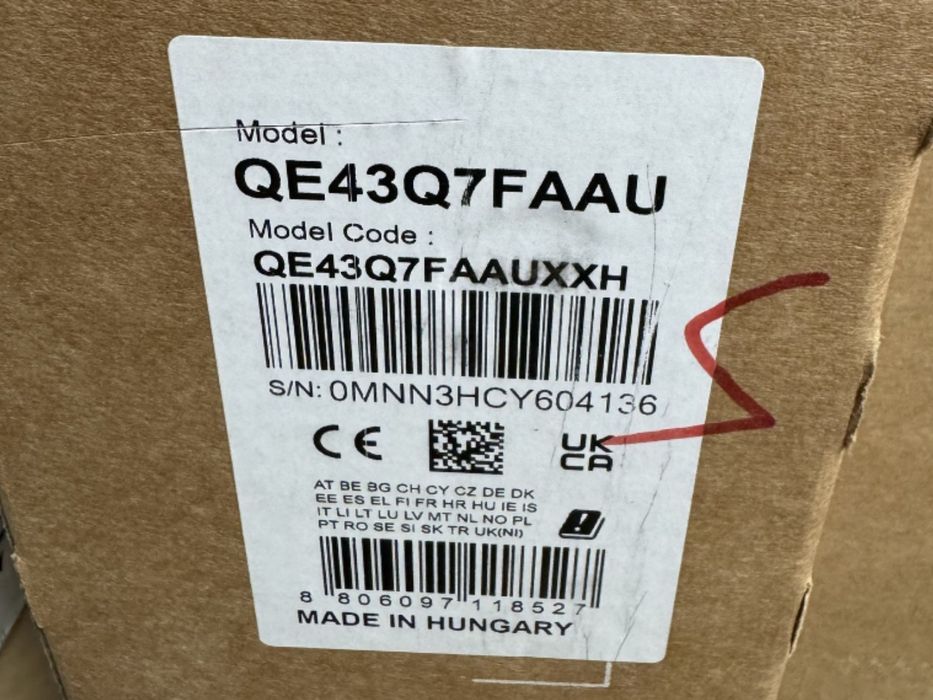 Model :
QE43Q7FAAU
Model Code :
QE43Q7FAAUXXH
S/N: 0MNN3HCY604136
CE
UK
CA
AT BE BG CH CY CZ DE DK
EE ES EL FI FR HR HU IE IS
IT LI LT LU LV MT NL NO PL
PT RO SE SI SK TR UK(NI)
8 806097 118527
MADE IN HUNGARY